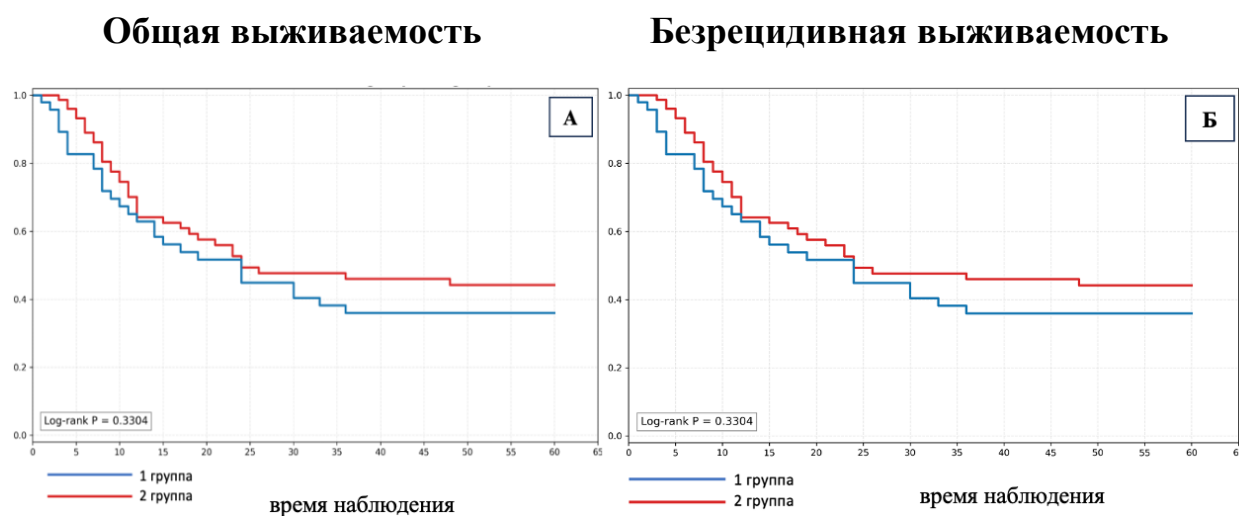 Общая выживаемость
Безрецидивная выживаемость
А
1.0
0.8
0.6
0.4
0.2
0.0
Log-rank P = 0.3304
0 5 10 15 20 25 30 35 40 45 50 55 60 65
1 группа
2 группа
время наблюдения
Б
1.0
0.8
0.6
0.4
0.2
0.0
Log-rank P = 0.3304
0 5 10 15 20 25 30 35 40 45 50 55 60
1 группа
2 группа
время наблюдения